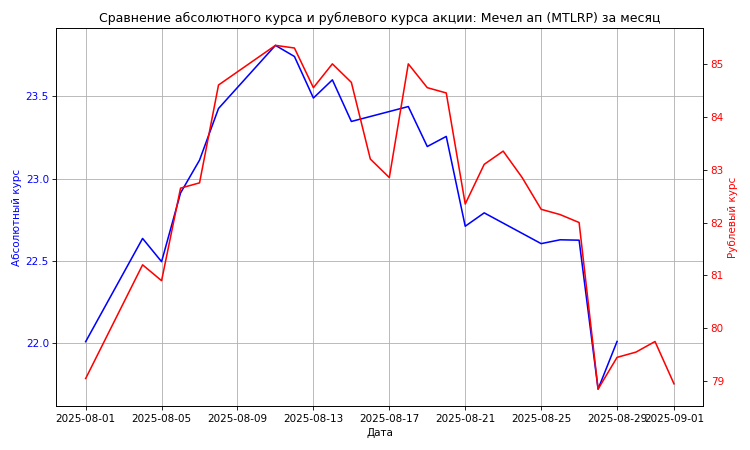 Сравнение абсолютного курса и рублевого курса акции: Мечел ап (MTLRP) за месяц
Абсолютный курс
23.5
23.0
22.5
22.0
85
84
83
82
81
80
79
Рублевый курс
2025-08-01 2025-08-05 2025-08-09 2025-08-13 2025-08-17 2025-08-21 2025-08-25 2025-08-29 2025-09-01
Дата